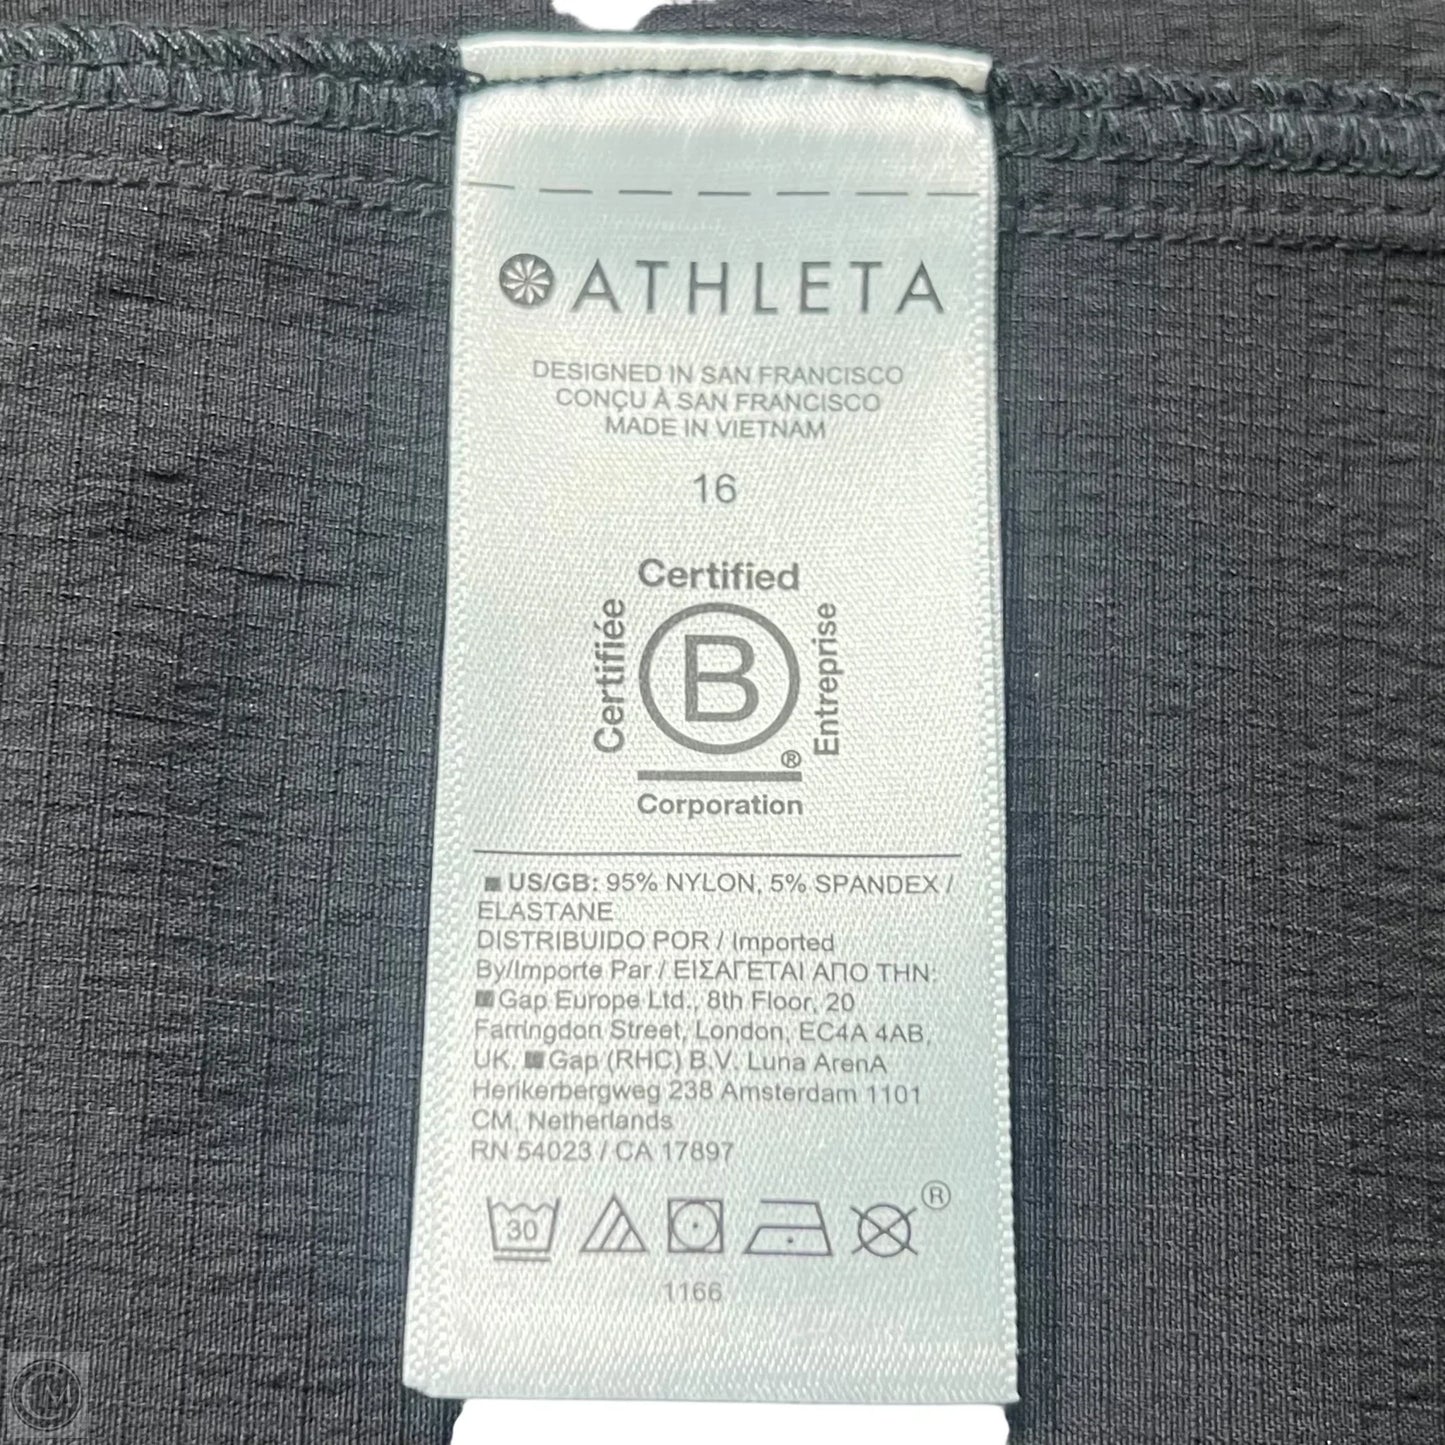 ATHLETA
DESIGNED IN SAN FRANCISCO
CONÇU À SAN FRANCISCO
MADE IN VIETNAM
16
Certified
Certifiée
B
Entreprise
®
Corporation
US/GB: 95% NYLON, 5% SPANDEX /
ELASTANE
DISTRIBUIDO POR / Imported
By/Importe Par / ΕΙΣΑΓΕΤΑΙ ΑΠΟ ΤΗΝ:
Gap Europe Ltd., 8th Floor, 20
Farringdon Street, London, EC4A 4AB,
UK. Gap (RHC) B.V. Luna ArenA
Herikerbergweg 238 Amsterdam 1101
CM, Netherlands
RN 54023 / CA 17897
30
®
1166
CM